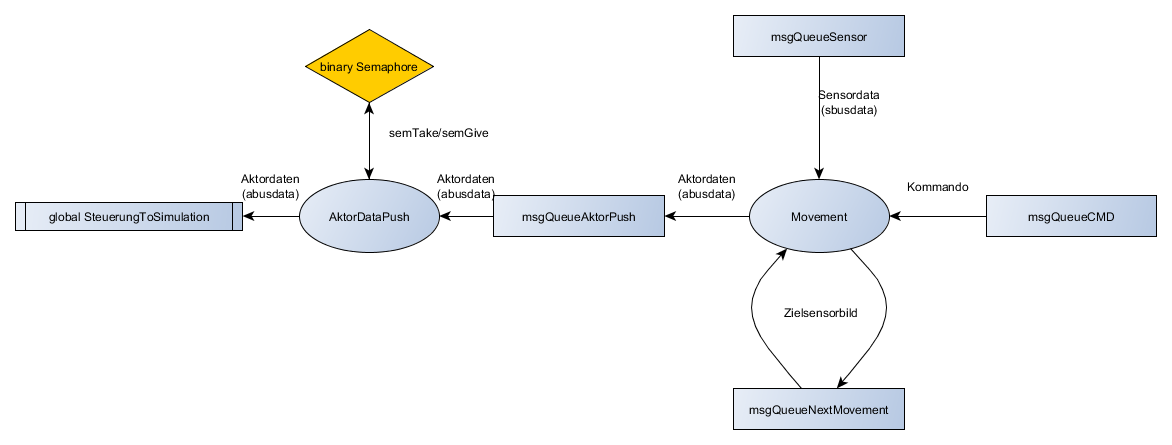 msgQueueSensor
binary Semaphore
Sensordata
(sbusdata)
semTake/semGive
Aktordaten
(abusdata)
Aktordaten
(abusdata)
Aktordaten
(abusdata)
Kommando
global SteuerungToSimulation
AktorDataPush
msgQueueAktorPush
Movement
msgQueueCMD
Zielsensorbild
msgQueueNextMovement